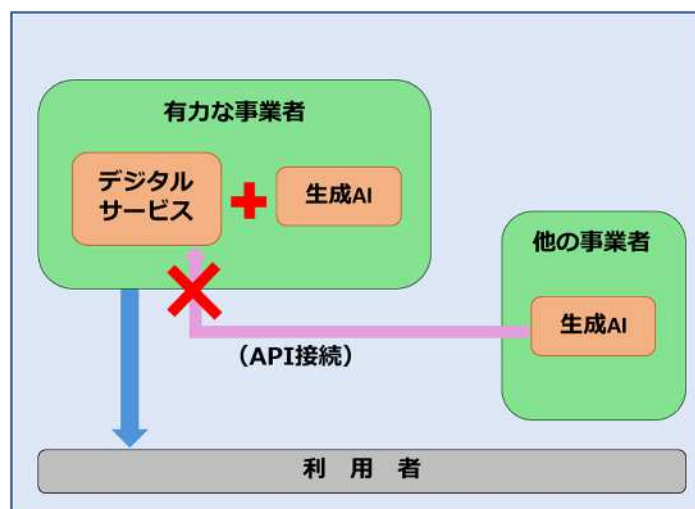 有力な事業者
デジタル
サービス
生成AI
他の事業者
生成AI
（API接続）
利 用 者